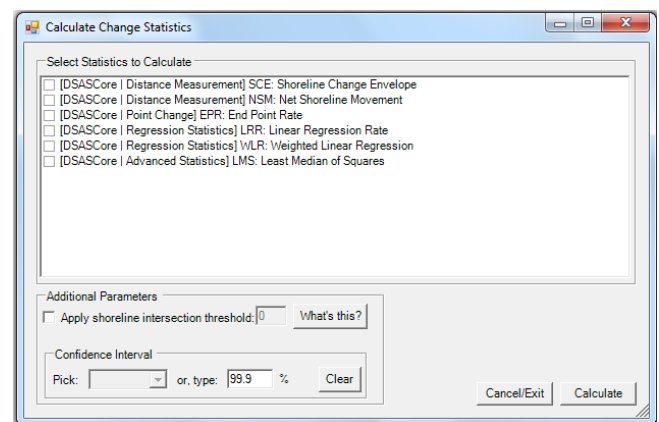 Calculate Change Statistics
Select Statistics to Calculate
[DSASCore | Distance Measurement] SCE: Shoreline Change Envelope
[DSASCore | Distance Measurement] NSM: Net Shoreline Movement
[DSASCore | Point Change] EPR: End Point Rate
[DSASCore | Regression Statistics] LRR: Linear Regression Rate
[DSASCore | Regression Statistics] WLR: Weighted Linear Regression
[DSASCore | Advanced Statistics] LMS: Least Median of Squares
Additional Parameters
Apply shoreline intersection threshold: 0 What's this?
Confidence Interval
Pick: or, type: 99.9 % Clear
Cancel/Exit Calculate